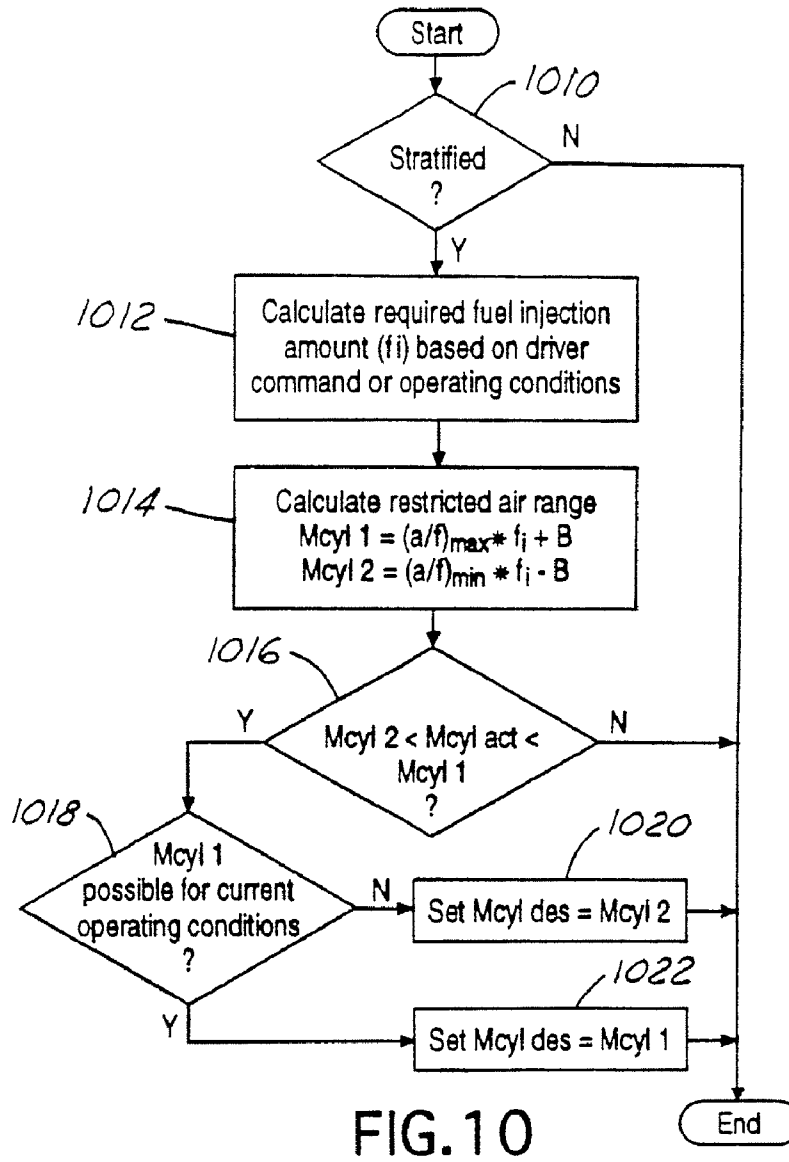 Start
1010
Stratified
?
N
Y
1012
Calculate required fuel injection
amount (fi) based on driver
command or operating conditions
1014
Calculate restricted air range
Mcyl 1 = (a/f)max* fi + B
Mcyl 2 = (a/f)min * fi - B
1016
Y
N
Mcyl 2 < Mcyl act <
Mcyl 1
?
1018
Mcyl 1
possible for current
operating conditions
?
N
1020
Set Mcyl des = Mcyl 2
1022
Y
Set Mcyl des = Mcyl 1
FIG.10
End